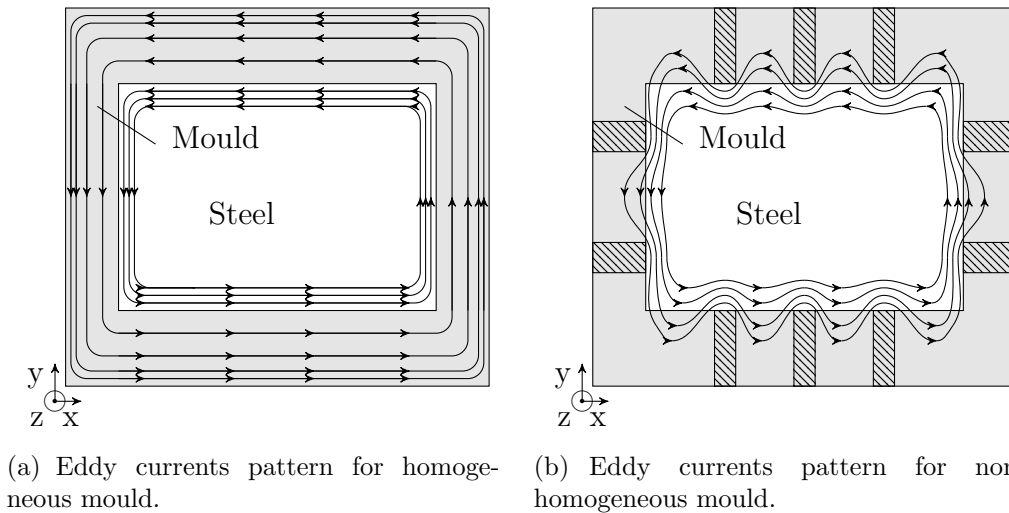 Mould
Steel
y
z x
Mould
Steel
y
z x
(a) Eddy currents pattern for homoge-
neous mould.
(b) Eddy currents pattern for non
homogeneous mould.